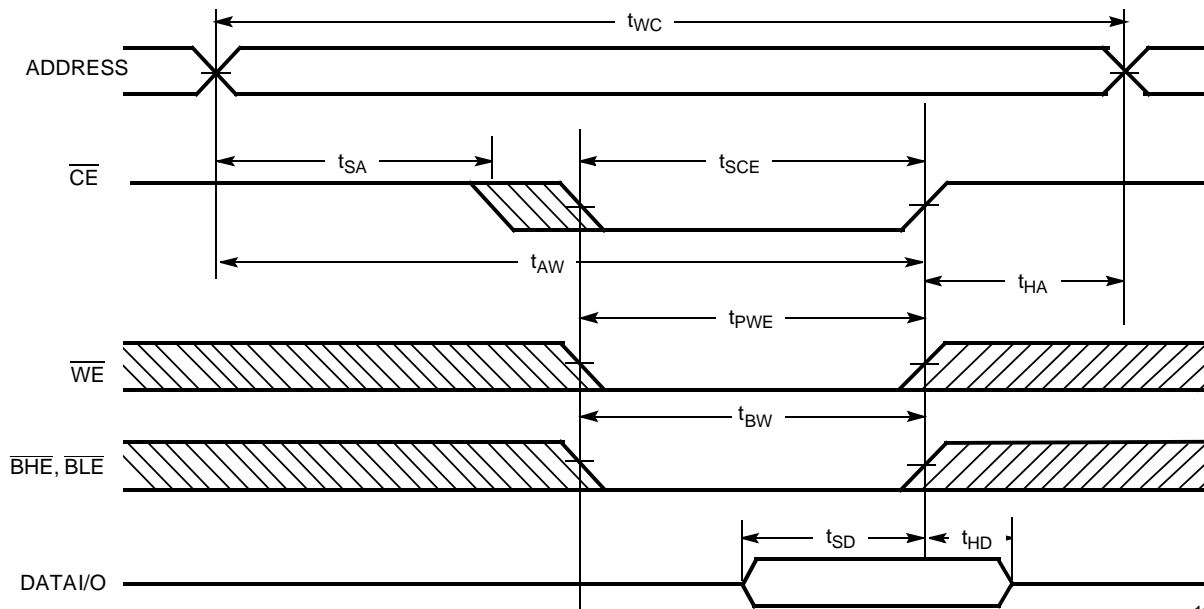 tWC
ADDRESS
tSA
tSCE
CE
tAW
tHA
tPWE
WE
tBW
BHE, BLE
tSD
tHD
DATAI/O